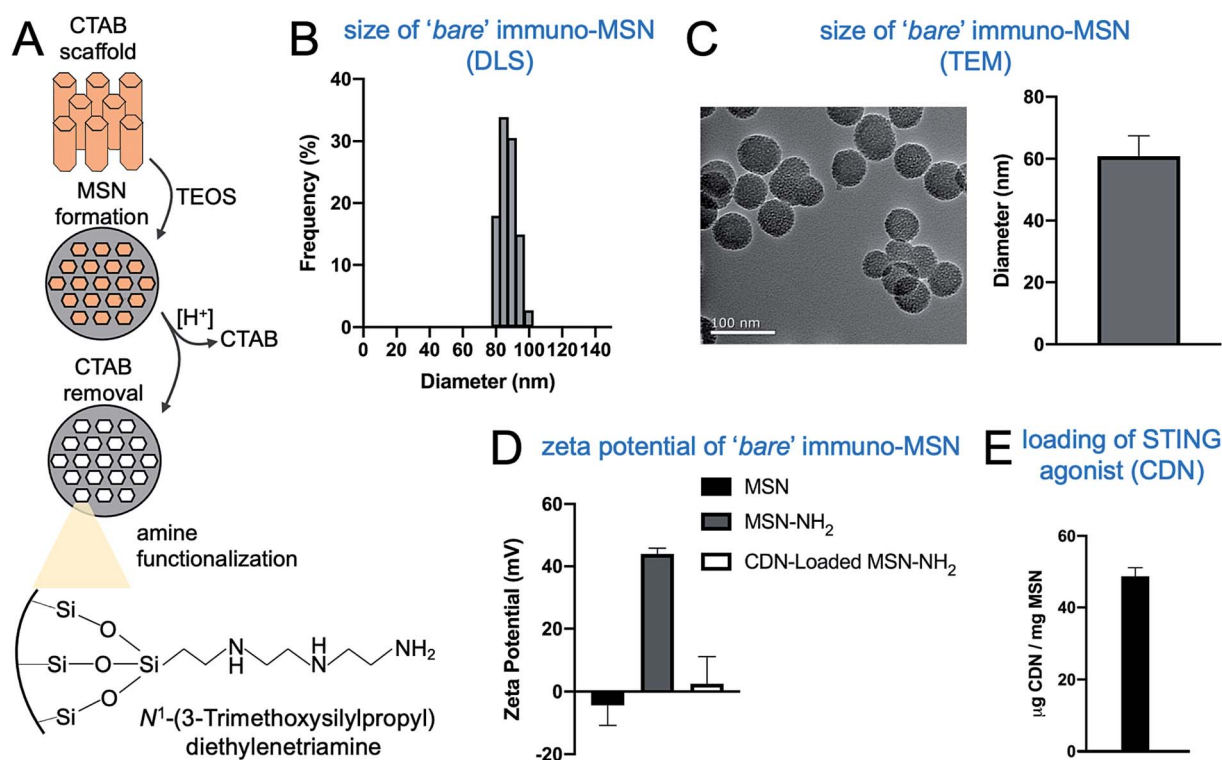 A
CTAB
scaffold
TEOS
MSN
formation
[H⁺]
CTAB
CTAB
removal
amine
functionalization
Si
O
Si
O
Si
N
H
H
N
NH₂
Si
O
N¹-(3-Trimethoxysilylpropyl)
diethylenetriamine
B
size of 'bare' immuno-MSN
(DLS)
Frequency (%)
40
30
20
10
0
0 20 40 60 80 100 120 140
Diameter (nm)
C
size of 'bare' immuno-MSN
(TEM)
100 nm
Diameter (nm)
80
60
40
20
0
D
zeta potential of 'bare' immuno-MSN
MSN
MSN-NH₂
CDN-Loaded MSN-NH₂
Zeta Potential (mV)
60
40
20
0
-20
E
loading of STING
agonist (CDN)
µg CDN / mg MSN
60
40
20
0